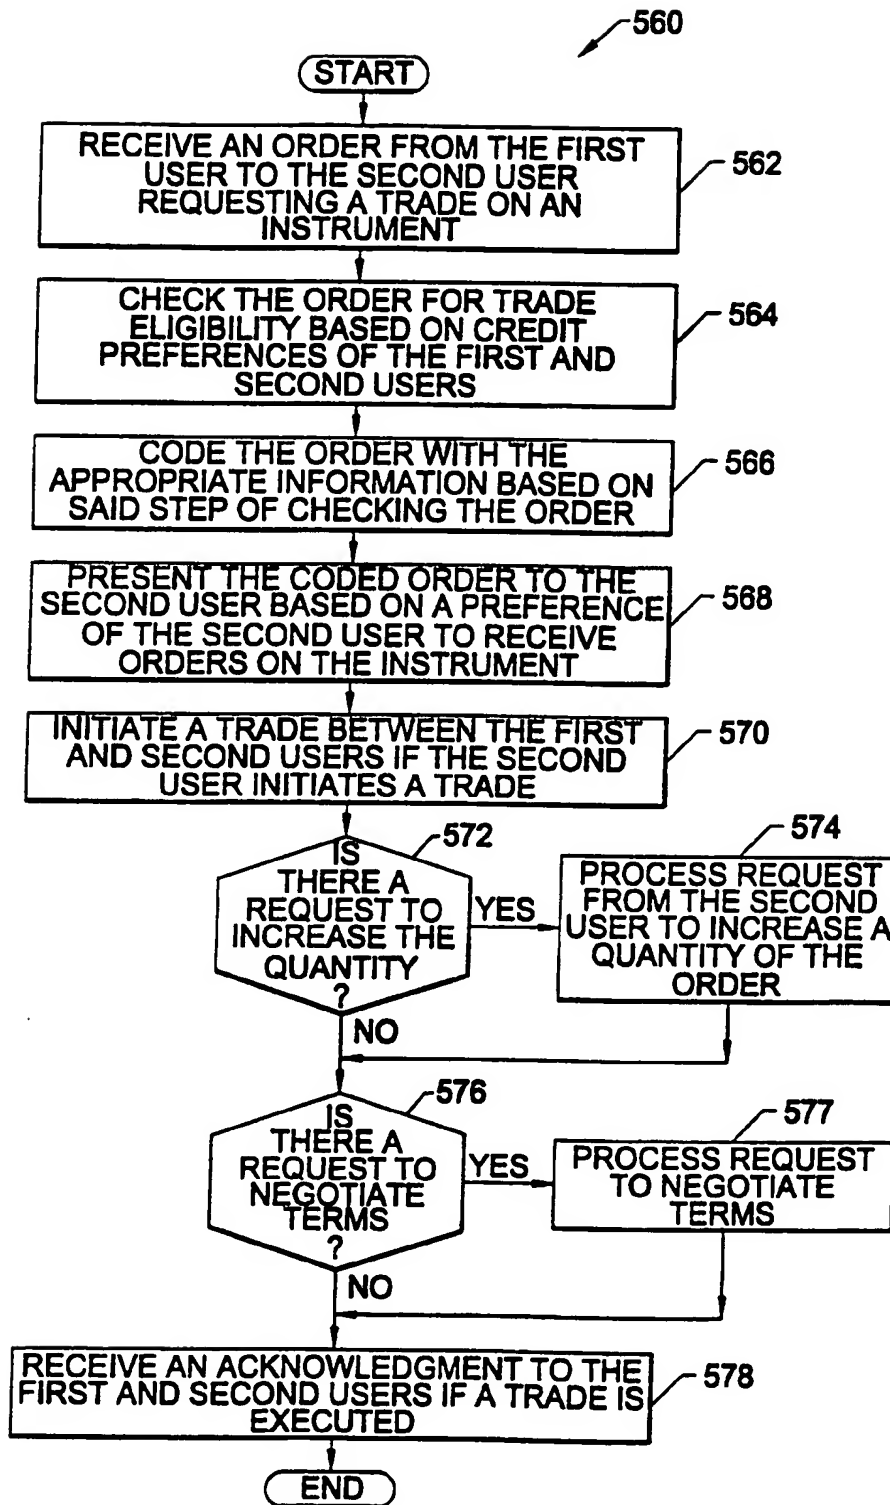 560
START
RECEIVE AN ORDER FROM THE FIRST
USER TO THE SECOND USER
REQUESTING A TRADE ON AN
INSTRUMENT
562
CHECK THE ORDER FOR TRADE
ELIGIBILITY BASED ON CREDIT
PREFERENCES OF THE FIRST AND
SECOND USERS
564
CODE THE ORDER WITH THE
APPROPRIATE INFORMATION BASED ON
SAID STEP OF CHECKING THE ORDER
566
PRESENT THE CODED ORDER TO THE
SECOND USER BASED ON A PREFERENCE
OF THE SECOND USER TO RECEIVE
ORDERS ON THE INSTRUMENT
568
INITIATE A TRADE BETWEEN THE FIRST
AND SECOND USERS IF THE SECOND
USER INITIATES A TRADE
570
572
IS
THERE A
REQUEST TO
INCREASE THE
QUANTITY
?
YES
574
PROCESS REQUEST
FROM THE SECOND
USER TO INCREASE A
QUANTITY OF THE
ORDER
NO
576
IS
THERE A
REQUEST TO
NEGOTIATE
TERMS
?
YES
577
PROCESS REQUEST
TO NEGOTIATE
TERMS
NO
RECEIVE AN ACKNOWLEDGMENT TO THE
FIRST AND SECOND USERS IF A TRADE IS
EXECUTED
578
END